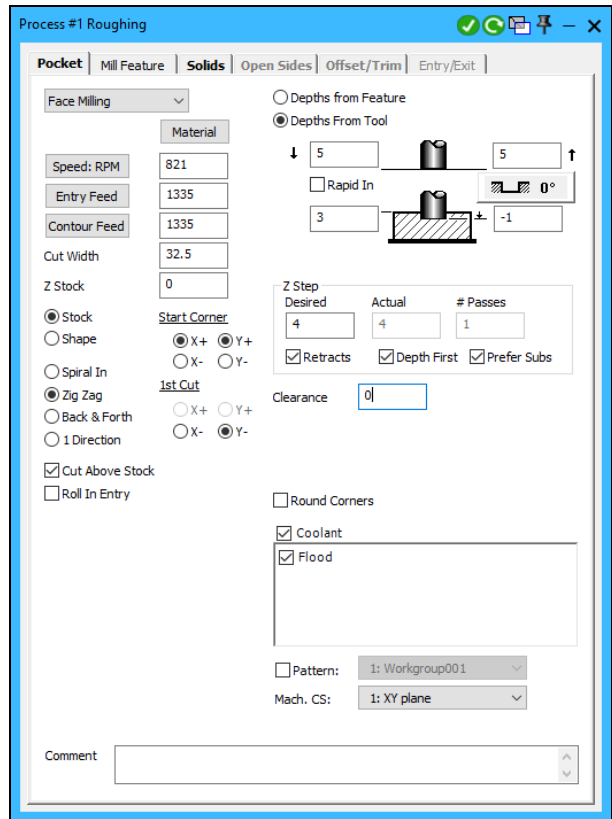 Process #1 Roughing
Pocket Mill Feature Solids Open Sides Offset/Trim Entry/Exit
Face Milling
Material
Speed: RPM 821
Entry Feed 1335
Contour Feed 1335
Cut Width 32.5
Z Stock 0
Stock
Shape
Spiral In
Zig Zag
Back & Forth
1 Direction
Start Corner
X+ Y+
X- Y-
1st Cut
X+ Y+
X- Y-
Cut Above Stock
Roll In Entry
Depths from Feature
Depths From Tool
5 5
Rapid In
0°
3 -1
Z Step
Desired Actual # Passes
4 4 1
Retracts Depth First Prefer Subs
Clearance 0
Round Corners
Coolant
Flood
Pattern: 1: Workgroup001
Mach. CS: 1: XY plane
Comment